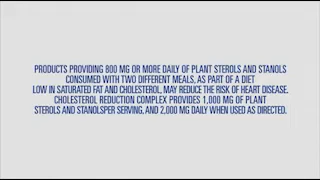 PRODUCTS PROVIDING 800 MG OR MORE DAILY OF PLANT STEROLS AND STANOLS
CONSUMED WITH TWO DIFFERENT MEALS, AS PART OF A DIET
LOW IN SATURATED FAT AND CHOLESTEROL, MAY REDUCE THE RISK OF HEART DISEASE.
CHOLESTEROL REDUCTION COMPLEX PROVIDES 1,000 MG OF PLANT
STEROLS AND STANOLSPER SERVING, AND 2,000 MG DAILY WHEN USED AS DIRECTED.